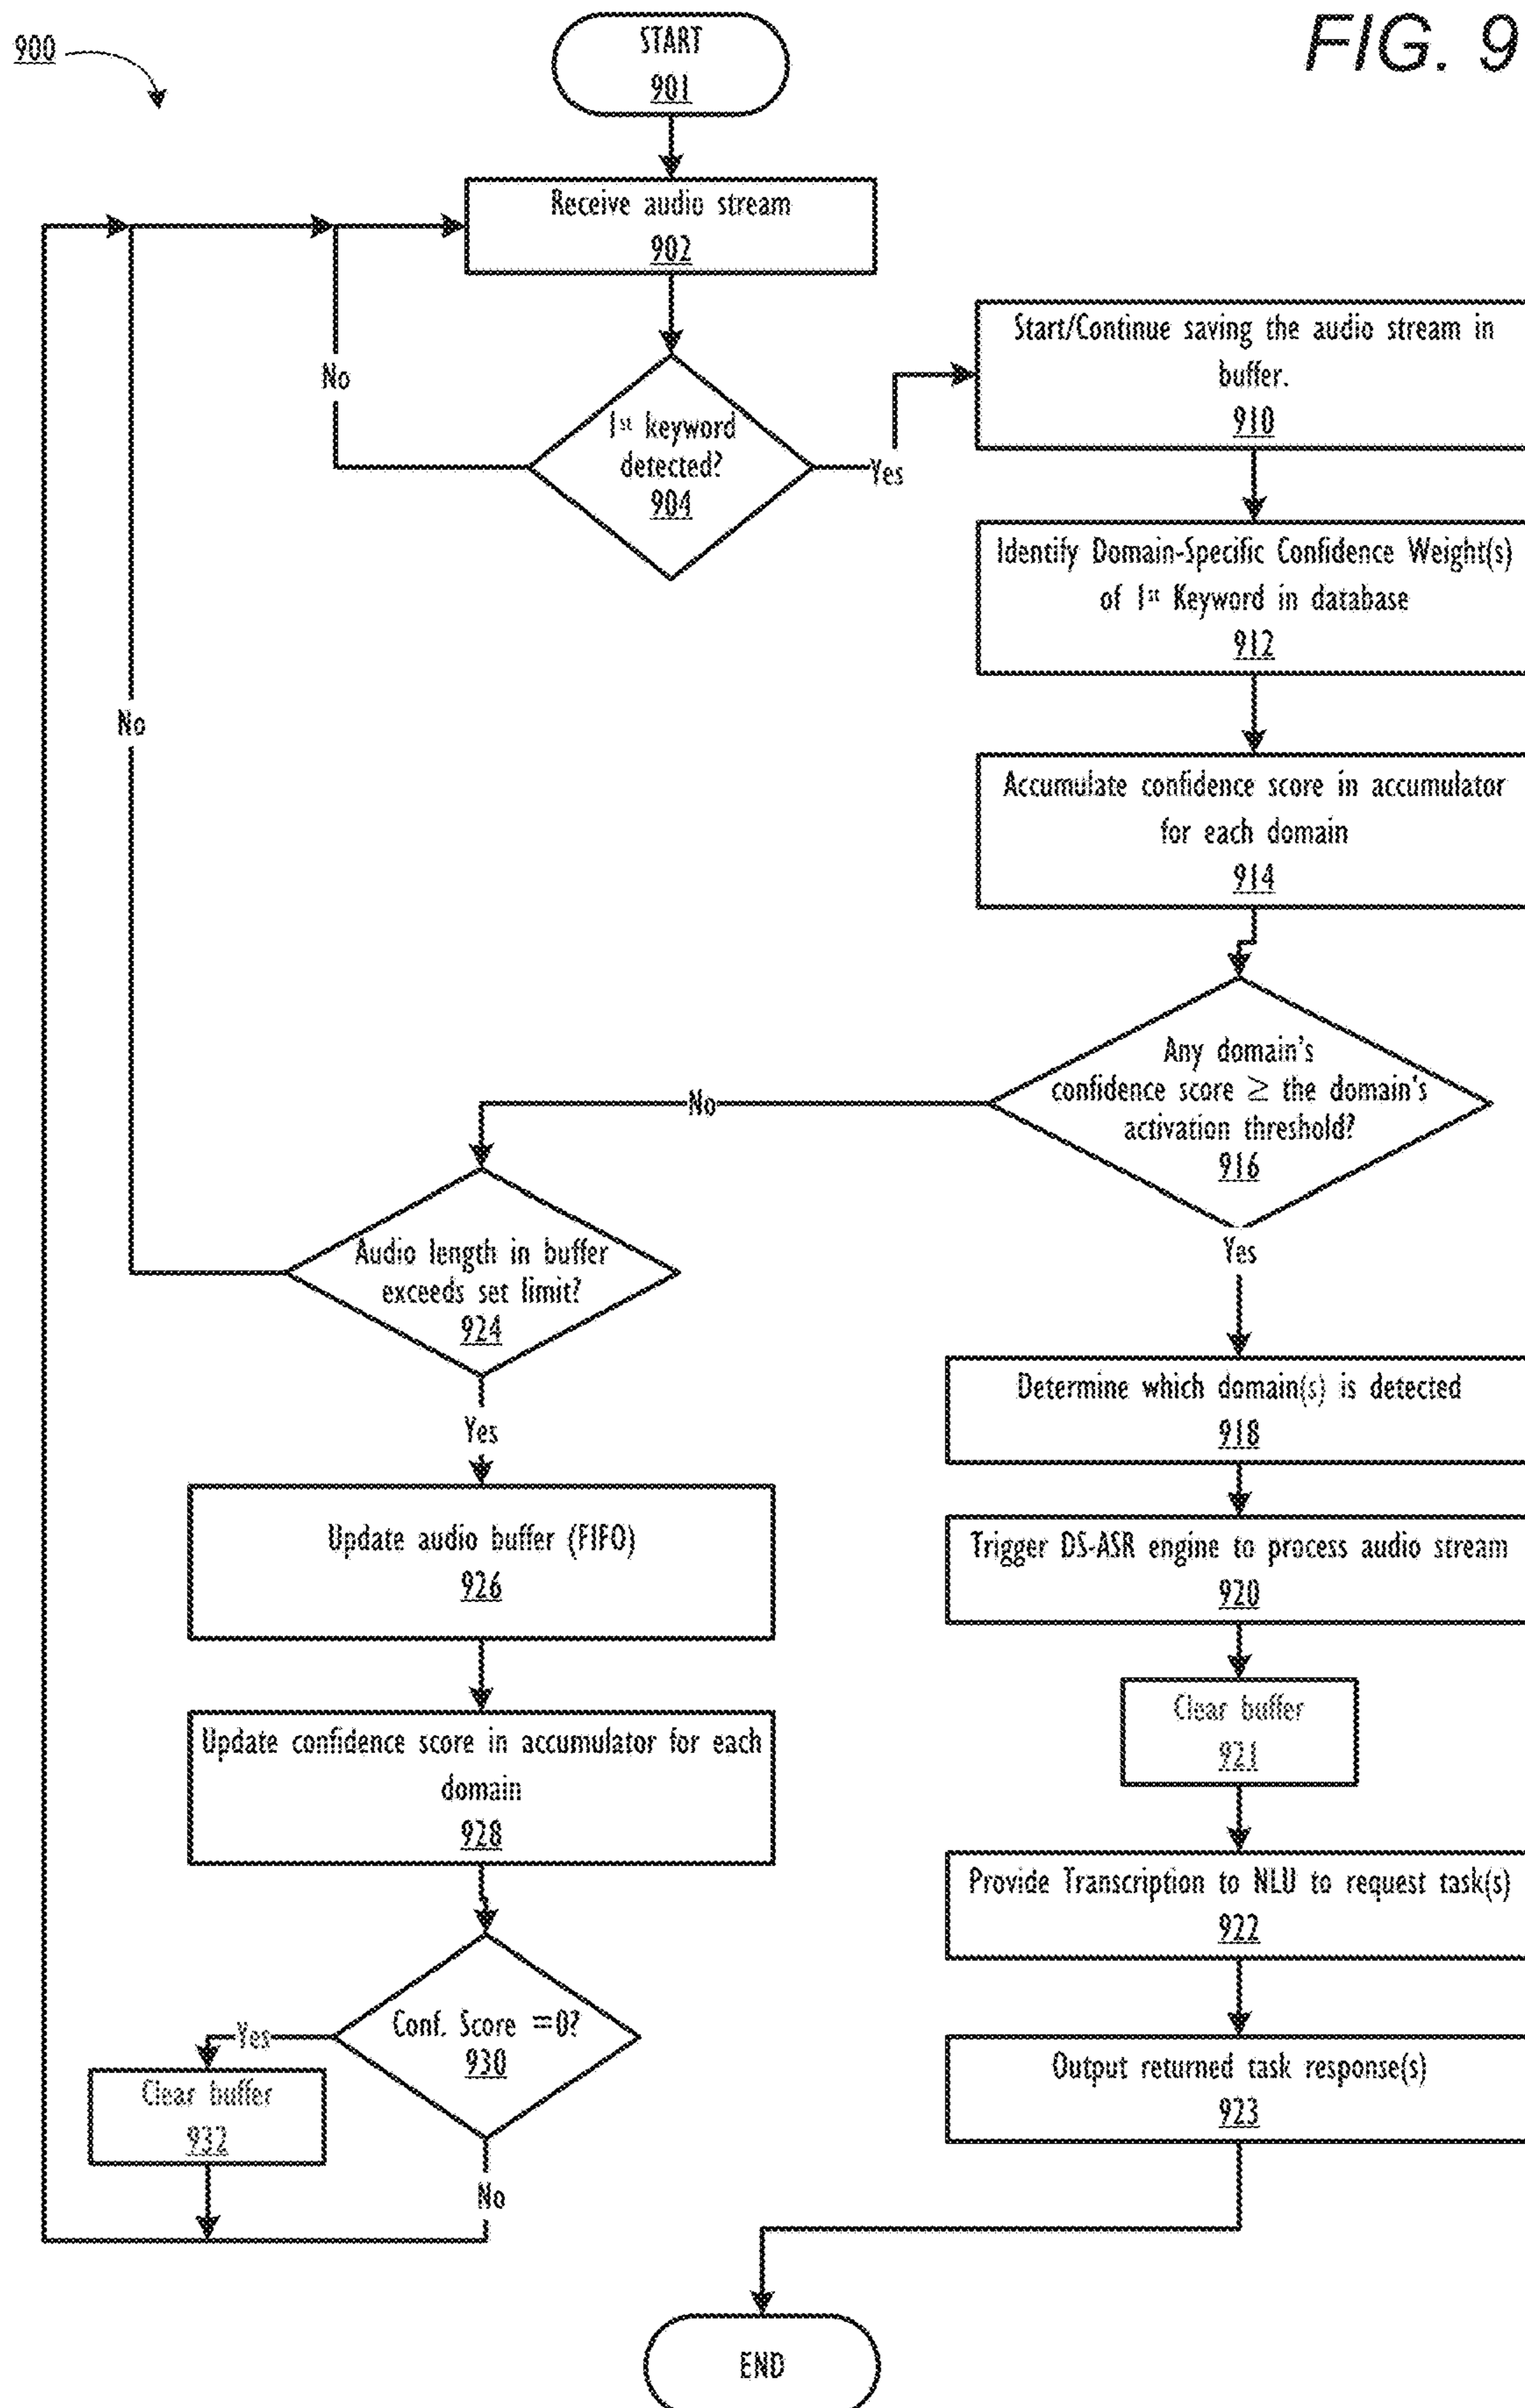 FIG. 9
900
START
901
Receive audio stream
902
No
1st keyword
detected?
904
Yes
Start/Continue saving the audio stream in
buffer.
910
Identify Domain-Specific Confidence Weight(s)
of 1st Keyword in database
912
No
Accumulate confidence score in accumulator
for each domain
914
Any domain's
confidence score ≥ the domain's
activation threshold?
916
No
Yes
Audio length in buffer
exceeds set limit?
924
Yes
Determine which domain(s) is detected
918
Update audio buffer (FIFO)
926
Trigger DS-ASR engine to process audio stream
920
Clear buffer
921
Update confidence score in accumulator for each
domain
928
Provide Transcription to NLU to request task(s)
922
Conf. Score =0?
930
Yes
Clear buffer
932
No
Output returned task response(s)
923
END